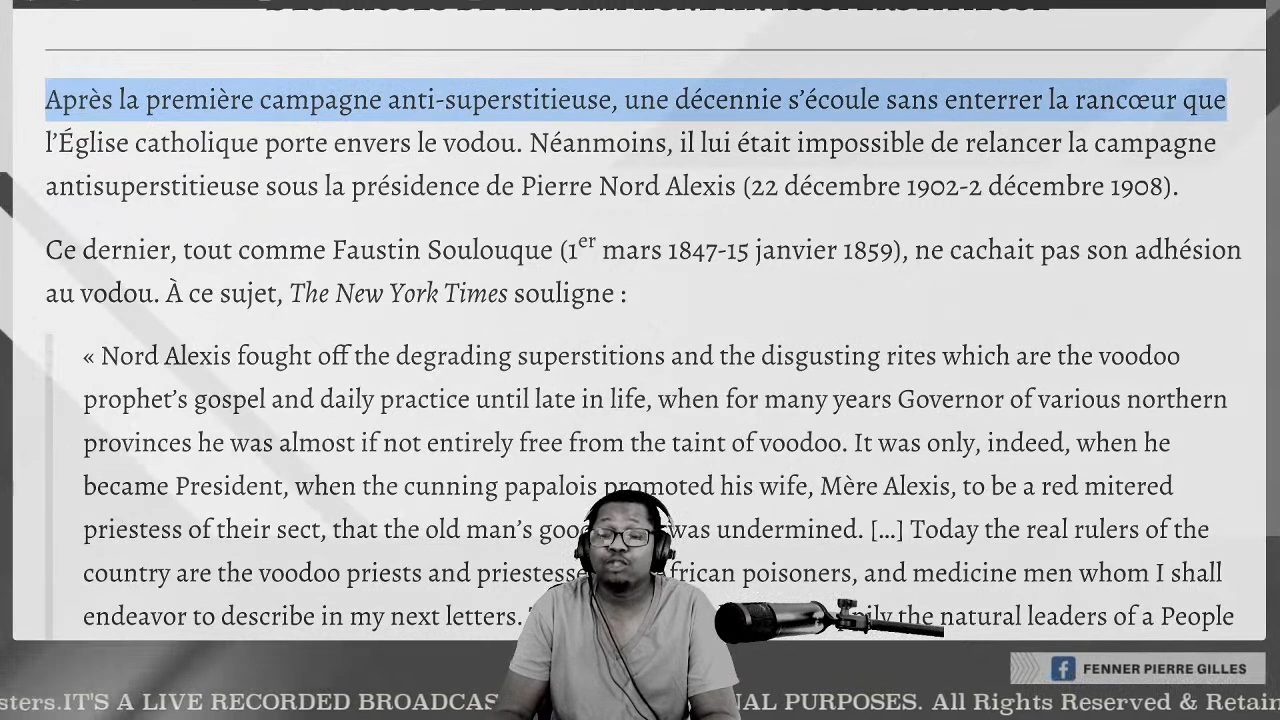 Après la première campagne anti-superstitieuse, une décennie s’écoule sans enterrer la rancœur que
l’Église catholique porte envers le vodou. Néanmoins, il lui était impossible de relancer la campagne
antisuperstitieuse sous la présidence de Pierre Nord Alexis (22 décembre 1902-2 décembre 1908).
Ce dernier, tout comme Faustin Soulouque (1er mars 1847-15 janvier 1859), ne cachait pas son adhésion
au vodou. À ce sujet, The New York Times souligne :
« Nord Alexis fought off the degrading superstitions and the disgusting rites which are the voodoo
prophet’s gospel and daily practice until late in life, when for many years Governor of various northern
provinces he was almost if not entirely free from the taint of voodoo. It was only, indeed, when he
became President, when the cunning papalois promoted his wife, Mère Alexis, to be a red mitered
priestess of their sect, that the old man’s was undermined. [...] Today the real rulers of the
country are the voodoo priests and poisoners, and medicine men whom I shall
endeavor to describe in my next letters. the natural leaders of a People
FENNER PIERRE GILLES
sters.IT'S A LIVE RECORDED PURPOSES. All Rights Reserved &